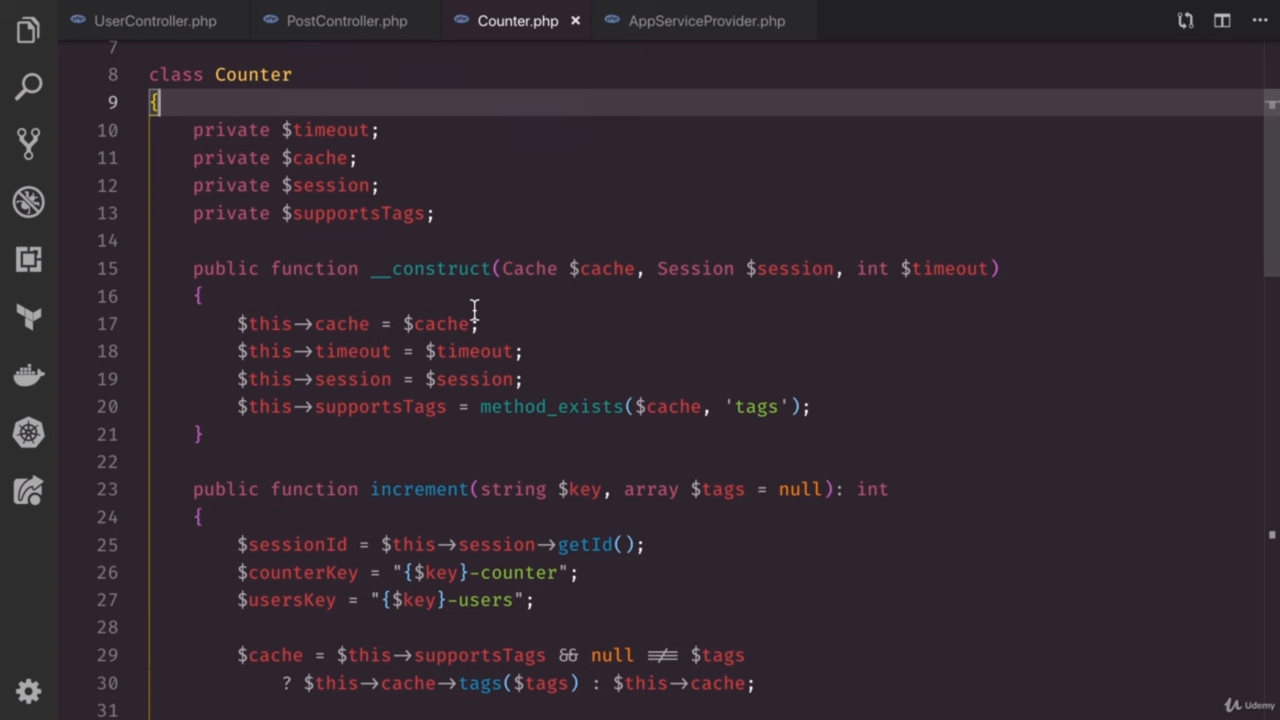 UserController.php PostController.php Counter.php × AppServiceProvider.php ···
7
8 class Counter
9 {
10 private $timeout;
11 private $cache;
12 private $session;
13 private $supportsTags;
14
15 public function __construct(Cache $cache, Session $session, int $timeout)
16 {
17 $this->cache = $cache;
18 $this->timeout = $timeout;
19 $this->session = $session;
20 $this->supportsTags = method_exists($cache, 'tags');
21 }
22
23 public function increment(string $key, array $tags = null): int
24 {
25 $sessionId = $this->session->getId();
26 $counterKey = "{$key}-counter";
27 $usersKey = "{$key}-users";
28
29 $cache = $this->supportsTags && null !== $tags
30 ? $this->cache->tags($tags) : $this->cache;
31
Udemy